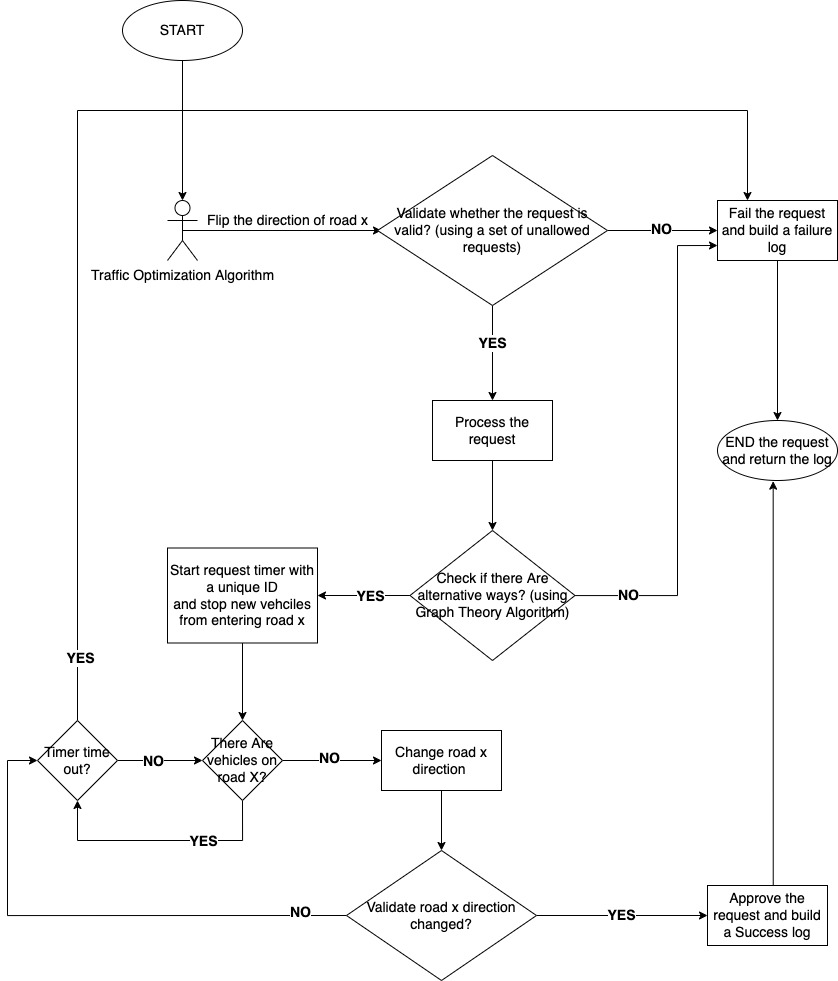 START
Flip the direction of road x
Traffic Optimization Algorithm
Validate whether the request is
valid? (using a set of unallowed
requests)
NO
Fail the request
and build a failure
log
YES
Process the
request
END the request
and return the log
Start request timer with
a unique ID
and stop new vehciles
from entering road x
YES
Check if there Are
alternative ways? (using
Graph Theory Algorithm)
NO
YES
Timer time
out?
NO
There Are
vehicles on
road X?
NO
Change road x
direction
YES
NO
Validate road x direction
changed?
YES
Approve the
request and build
a Success log